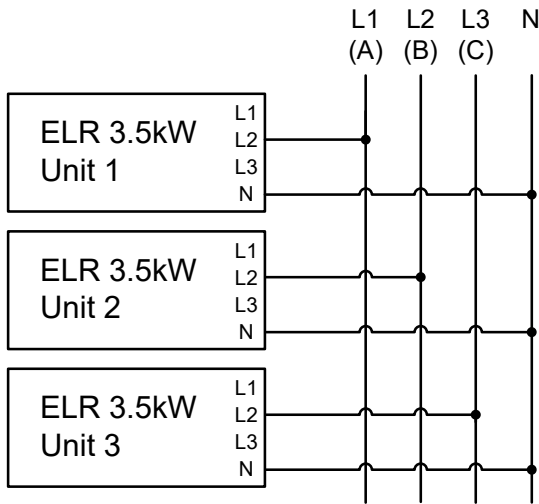 L1 L2 L3 N
(A) (B) (C)
ELR 3.5kW
Unit 1
L1
L2
L3
N
ELR 3.5kW
Unit 2
L1
L2
L3
N
ELR 3.5kW
Unit 3
L1
L2
L3
N